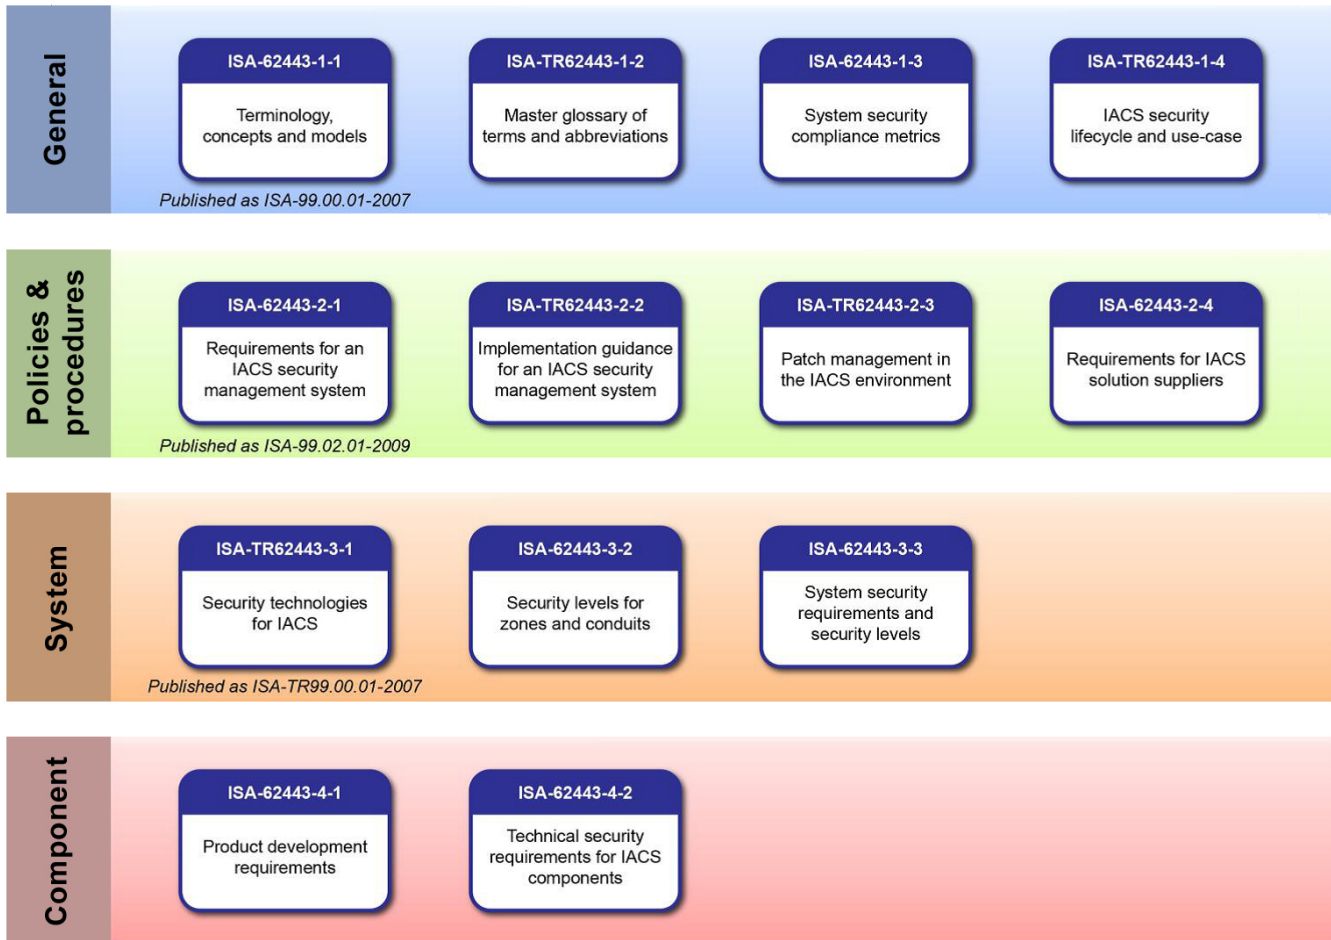 General
ISA-62443-1-1
Terminology,
concepts and models
Published as ISA-99.00.01-2007
ISA-TR62443-1-2
Master glossary of
terms and abbreviations
ISA-62443-1-3
System security
compliance metrics
ISA-TR62443-1-4
IACS security
lifecycle and use-case
Policies &
procedures
ISA-62443-2-1
Requirements for an
IACS security
management system
Published as ISA-99.02.01-2009
ISA-TR62443-2-2
Implementation guidance
for an IACS security
management system
ISA-TR62443-2-3
Patch management in
the IACS environment
ISA-62443-2-4
Requirements for IACS
solution suppliers
System
ISA-TR62443-3-1
Security technologies
for IACS
Published as ISA-TR99.00.01-2007
ISA-62443-3-2
Security levels for
zones and conduits
ISA-62443-3-3
System security
requirements and
security levels
Component
ISA-62443-4-1
Product development
requirements
ISA-62443-4-2
Technical security
requirements for IACS
components